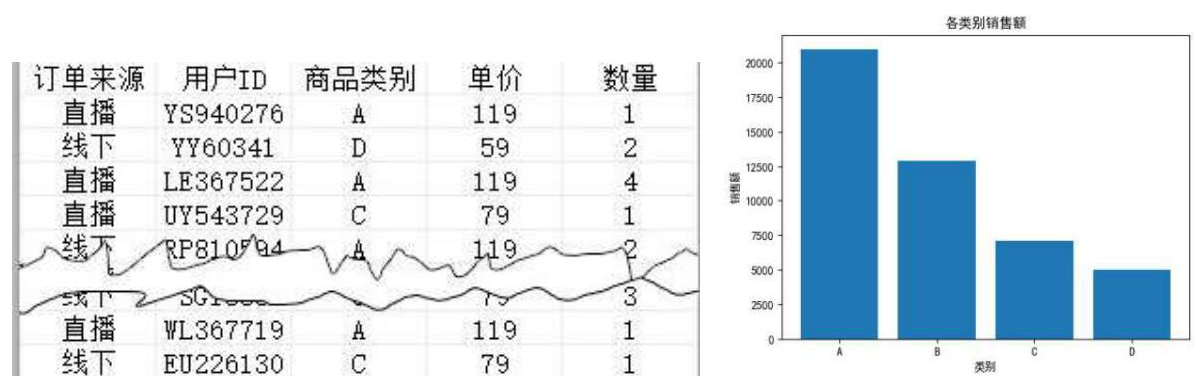 订单来源 用户ID 商品类别 单价 数量
直播 YS940276 A 119 1
线下 YY60341 D 59 2
直播 LE367522 A 119 4
直播 UY543729 C 79 1
线下 RP810594 A 119 2
3
直播 WL367719 A 119 1
线下 EU226130 C 79 1
各类别销售额
20000
17500
15000
12500
10000
7500
5000
2500
0
销售额
A B C D
类别